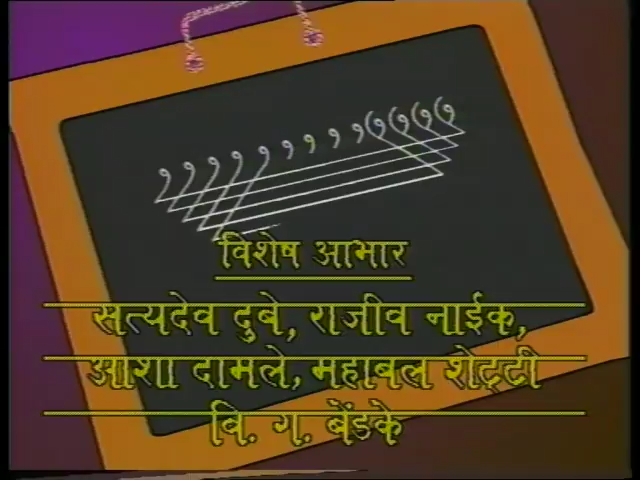 विशेष आभार
सत्यदेव दुबे, राजीव नाईक,
आशा दामले, महाबल शेट्टी
वि. ग. बेंडके